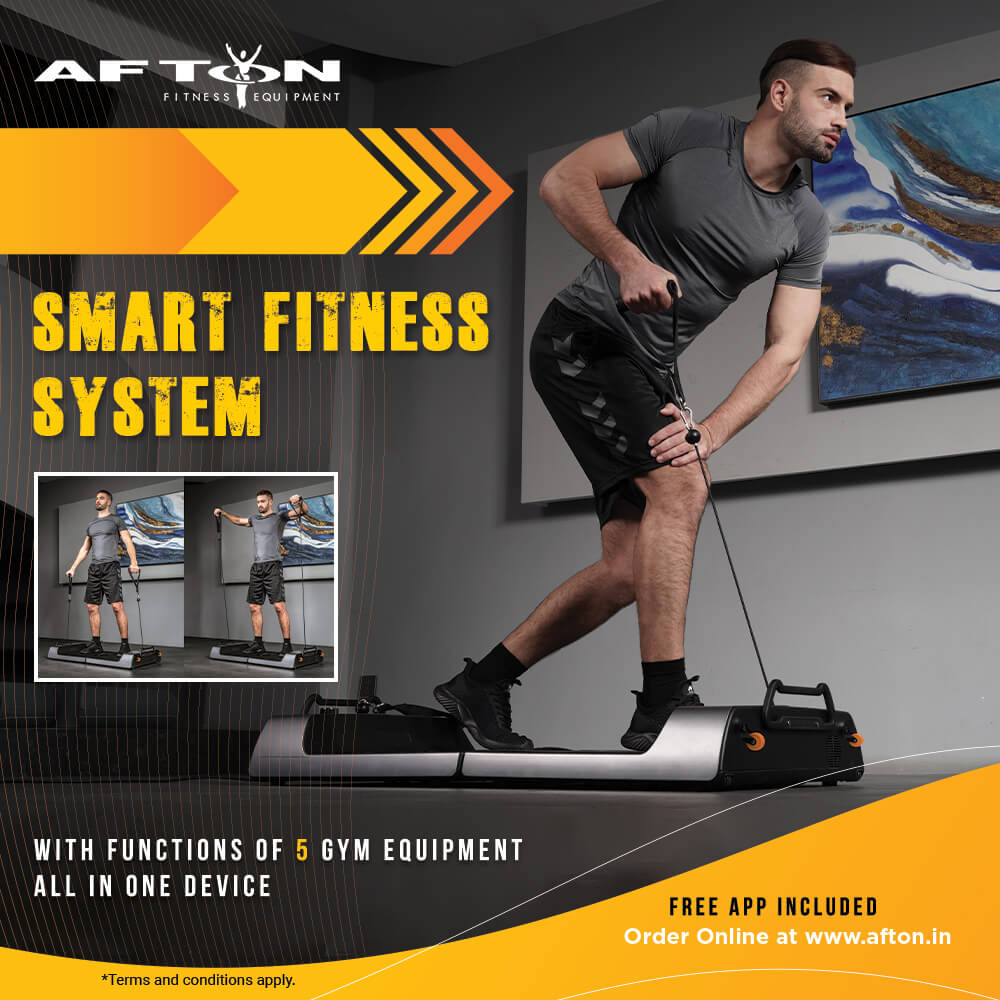 AFTON
FITNESS EQUIPMENT
SMART FITNESS
SYSTEM
WITH FUNCTIONS OF 5 GYM EQUIPMENT
ALL IN ONE DEVICE
FREE APP INCLUDED
Order Online at www.afton.in
*Terms and conditions apply.